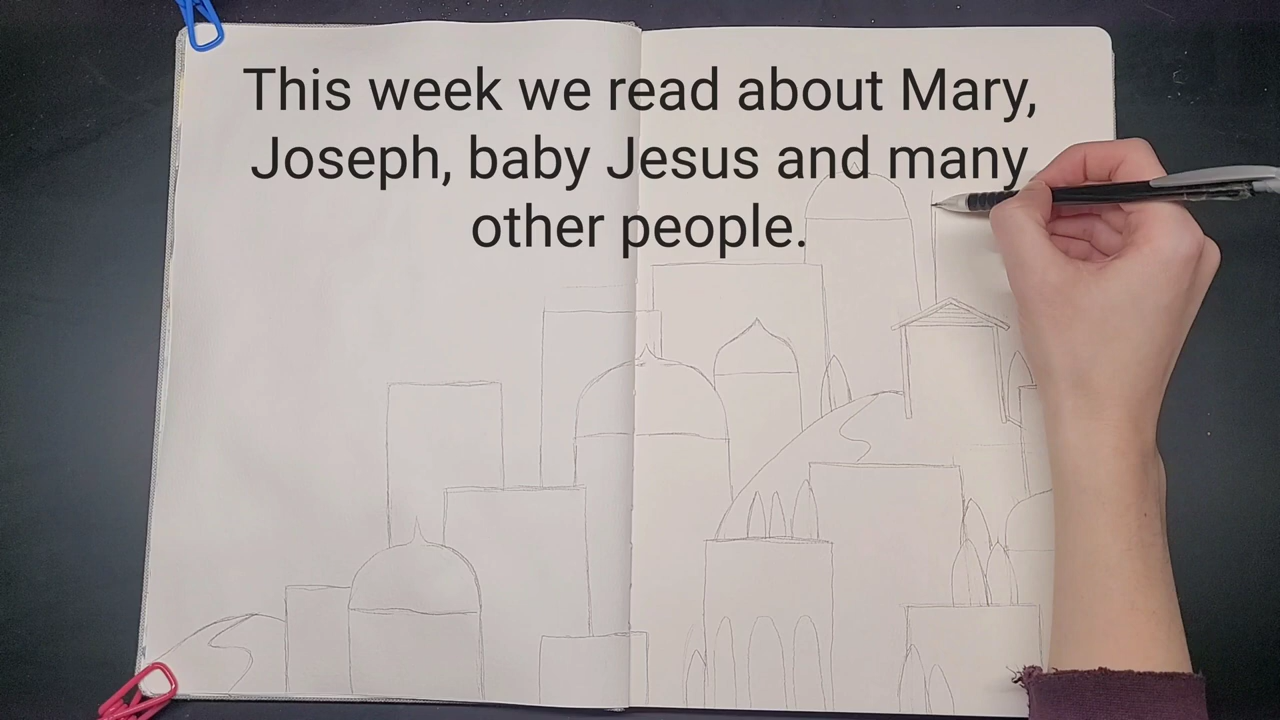 This week we read about Mary,
Joseph, baby Jesus and many
other people.